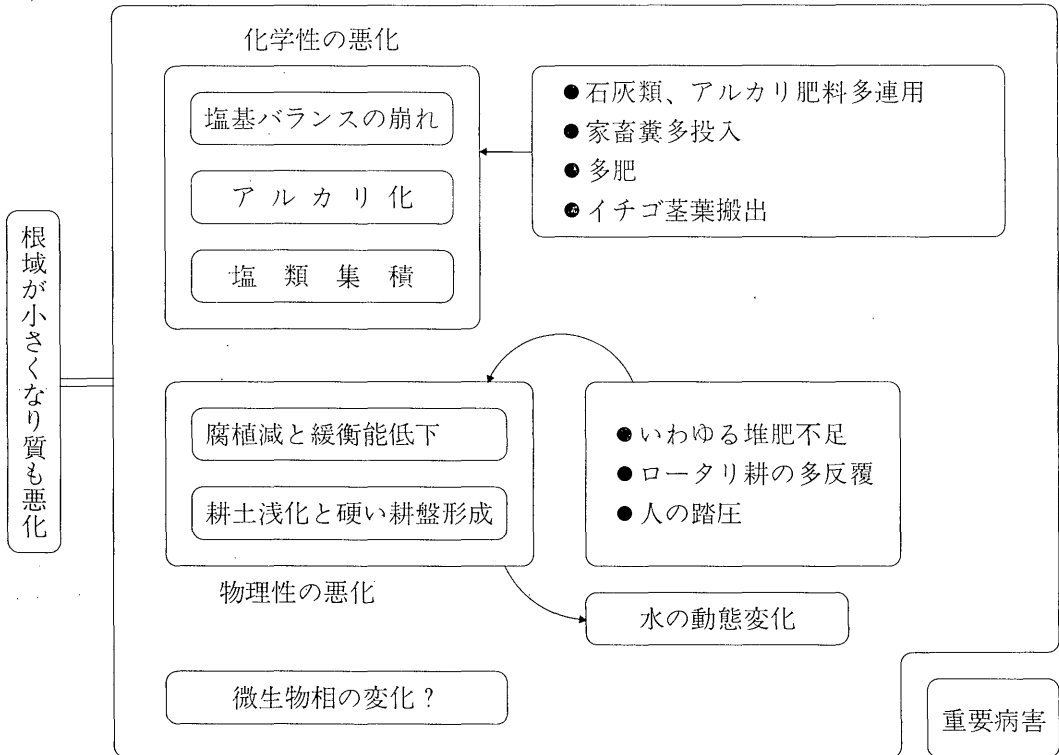 化学性の悪化
塩基バランスの崩れ
アルカリ化
塩類集積
●石灰類、アルカリ肥料多連用
●家畜糞多投入
●多肥
●イチゴ茎葉搬出
根域が小さくなり質も悪化
腐植減と緩衡能低下
耕土浅化と硬い耕盤形成
物理性の悪化
●いわゆる堆肥不足
●ロータリ耕の多反覆
●人の踏圧
水の動態変化
微生物相の変化？
重要病害